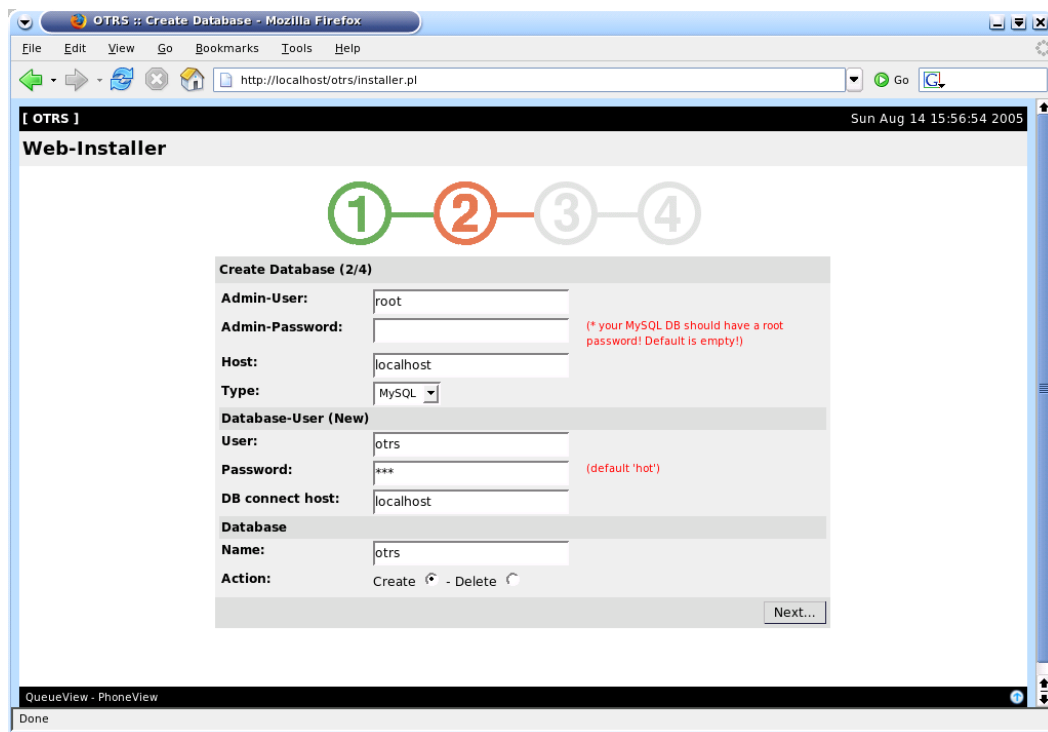 OTRS :: Create Database - Mozilla Firefox
File Edit View Go Bookmarks Tools Help
http://localhost/otrs/installer.pl Go G
[ OTRS ] Sun Aug 14 15:56:54 2005
Web-Installer
1 2 3 4
Create Database (2/4)
Admin-User: root
Admin-Password: (* your MySQL DB should have a root
password! Default is empty!)
Host: localhost
Type: MySQL
Database-User (New)
User: otrs
Password: *** (default 'hot')
DB connect host: localhost
Database
Name: otrs
Action: Create - Delete
Next...
QueueView - PhoneView
Done